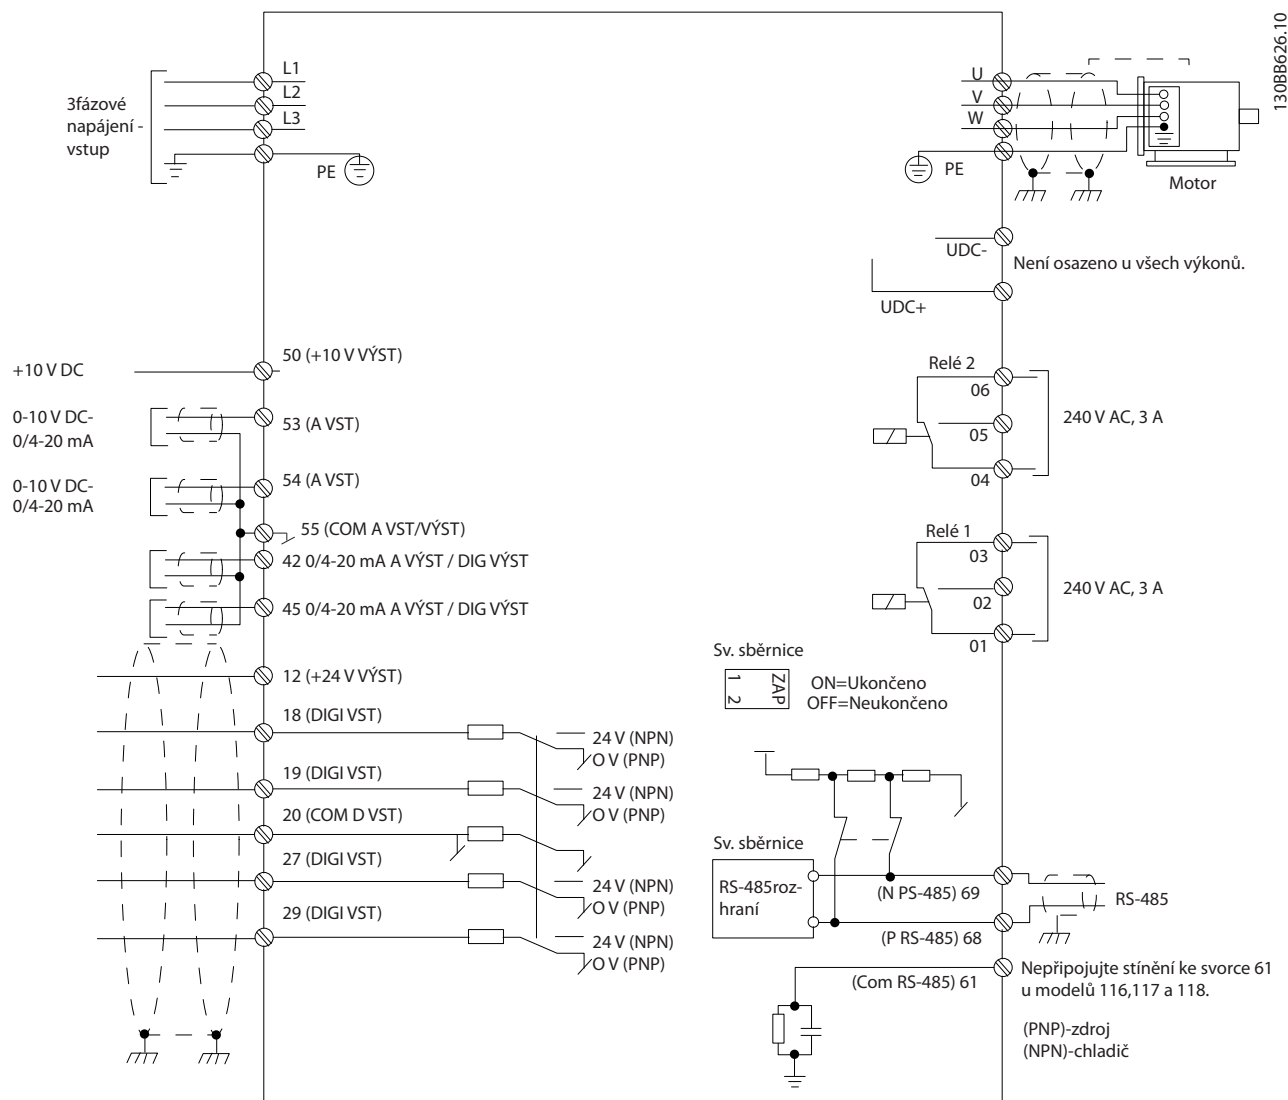 130BB626.10
L1
L2
L3
3fázové
napájení -
vstup
PE
U
V
W
PE
Motor
UDC-
Není osazeno u všech výkonů.
UDC+
+10 V DC
50 (+10 V VÝST)
0-10 V DC-
0/4-20 mA
53 (A VST)
0-10 V DC-
0/4-20 mA
54 (A VST)
55 (COM A VST/VÝST)
42 0/4-20 mA A VÝST / DIG VÝST
45 0/4-20 mA A VÝST / DIG VÝST
Relé 2
06
05
04
240 V AC, 3 A
Relé 1
03
02
01
240 V AC, 3 A
12 (+24 V VÝST)
18 (DIGI VST)
24 V (NPN)
O V (PNP)
19 (DIGI VST)
24 V (NPN)
O V (PNP)
20 (COM D VST)
27 (DIGI VST)
24 V (NPN)
O V (PNP)
29 (DIGI VST)
24 V (NPN)
O V (PNP)
Sv. sběrnice
1
2
ZAP
ON=Ukončeno
OFF=Neukončeno
Sv. sběrnice
RS-485roz-
hraní
(N PS-485) 69
RS-485
(P RS-485) 68
(Com RS-485) 61
Nepřipojujte stínění ke svorce 61
u modelů 116,117 a 118.
(PNP)-zdroj
(NPN)-chladič